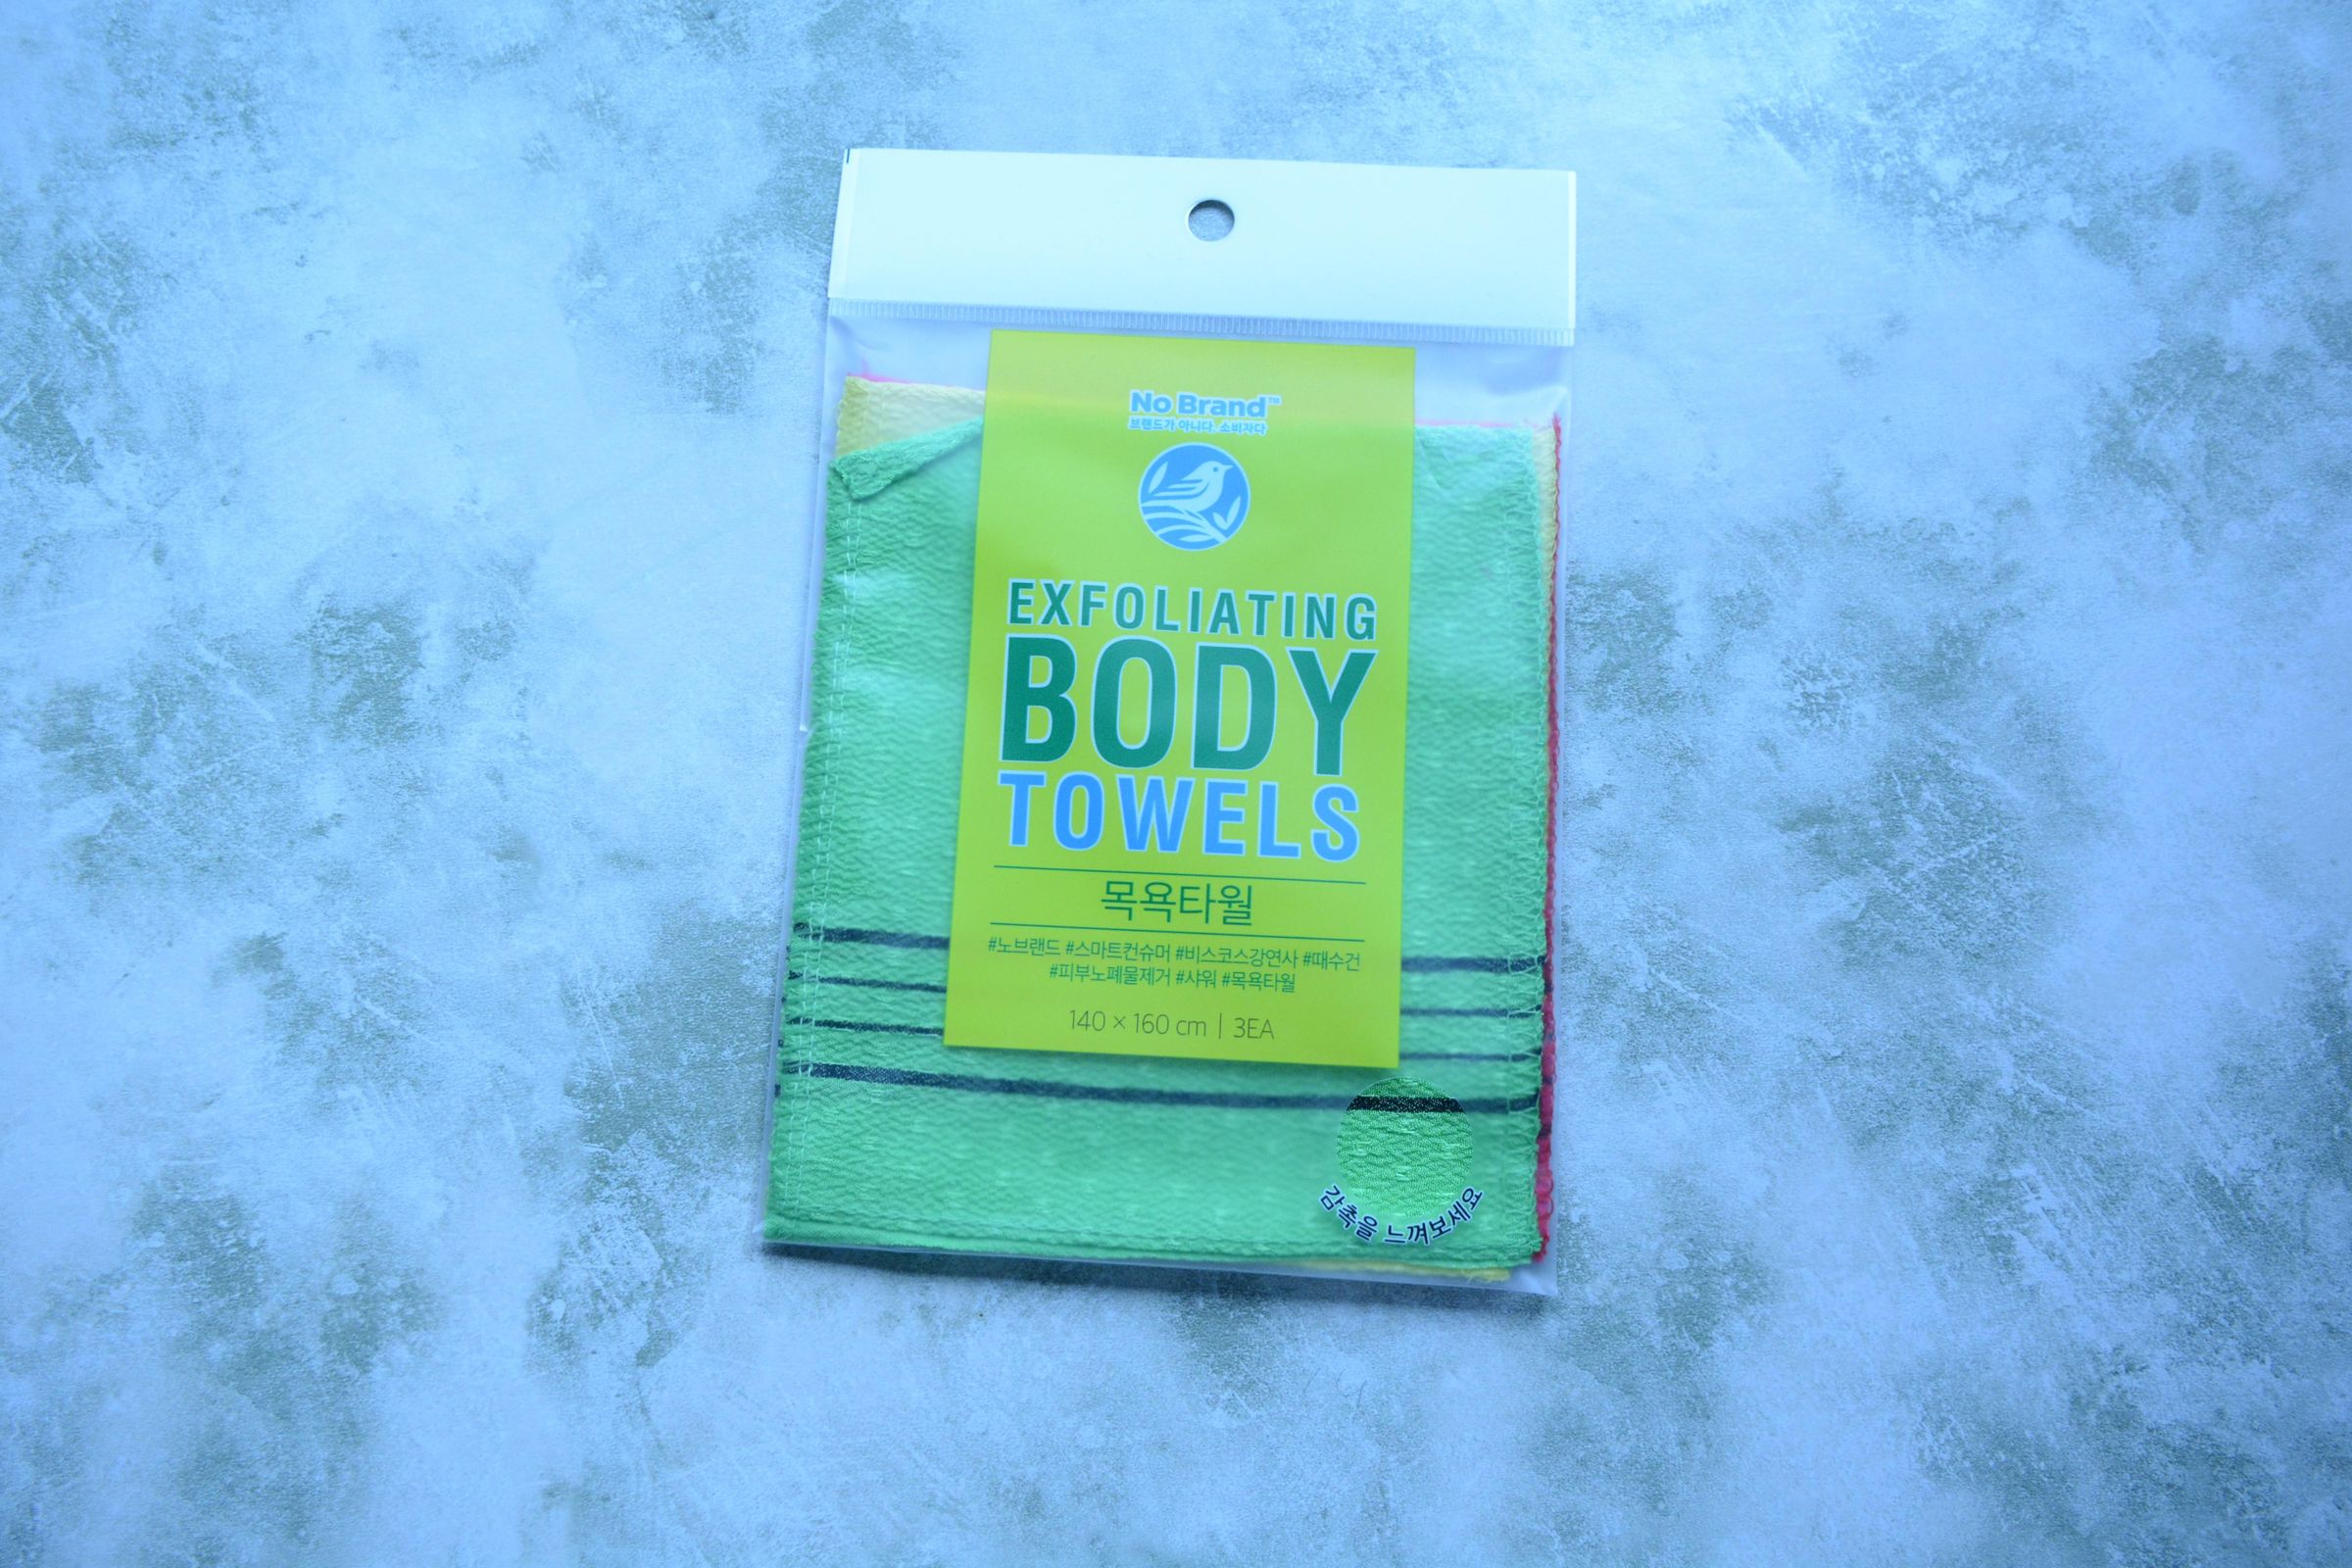 No Brand™
브랜드가 아니다. 소비자다
EXFOLIATING
BODY
TOWELS
목욕타월
#노브랜드 #스마트컨슈머 #비스코스강연사 #때수건
#피부노폐물제거 #샤워 #목욕타월
140 × 160 cm | 3EA
감촉을 느껴보세요